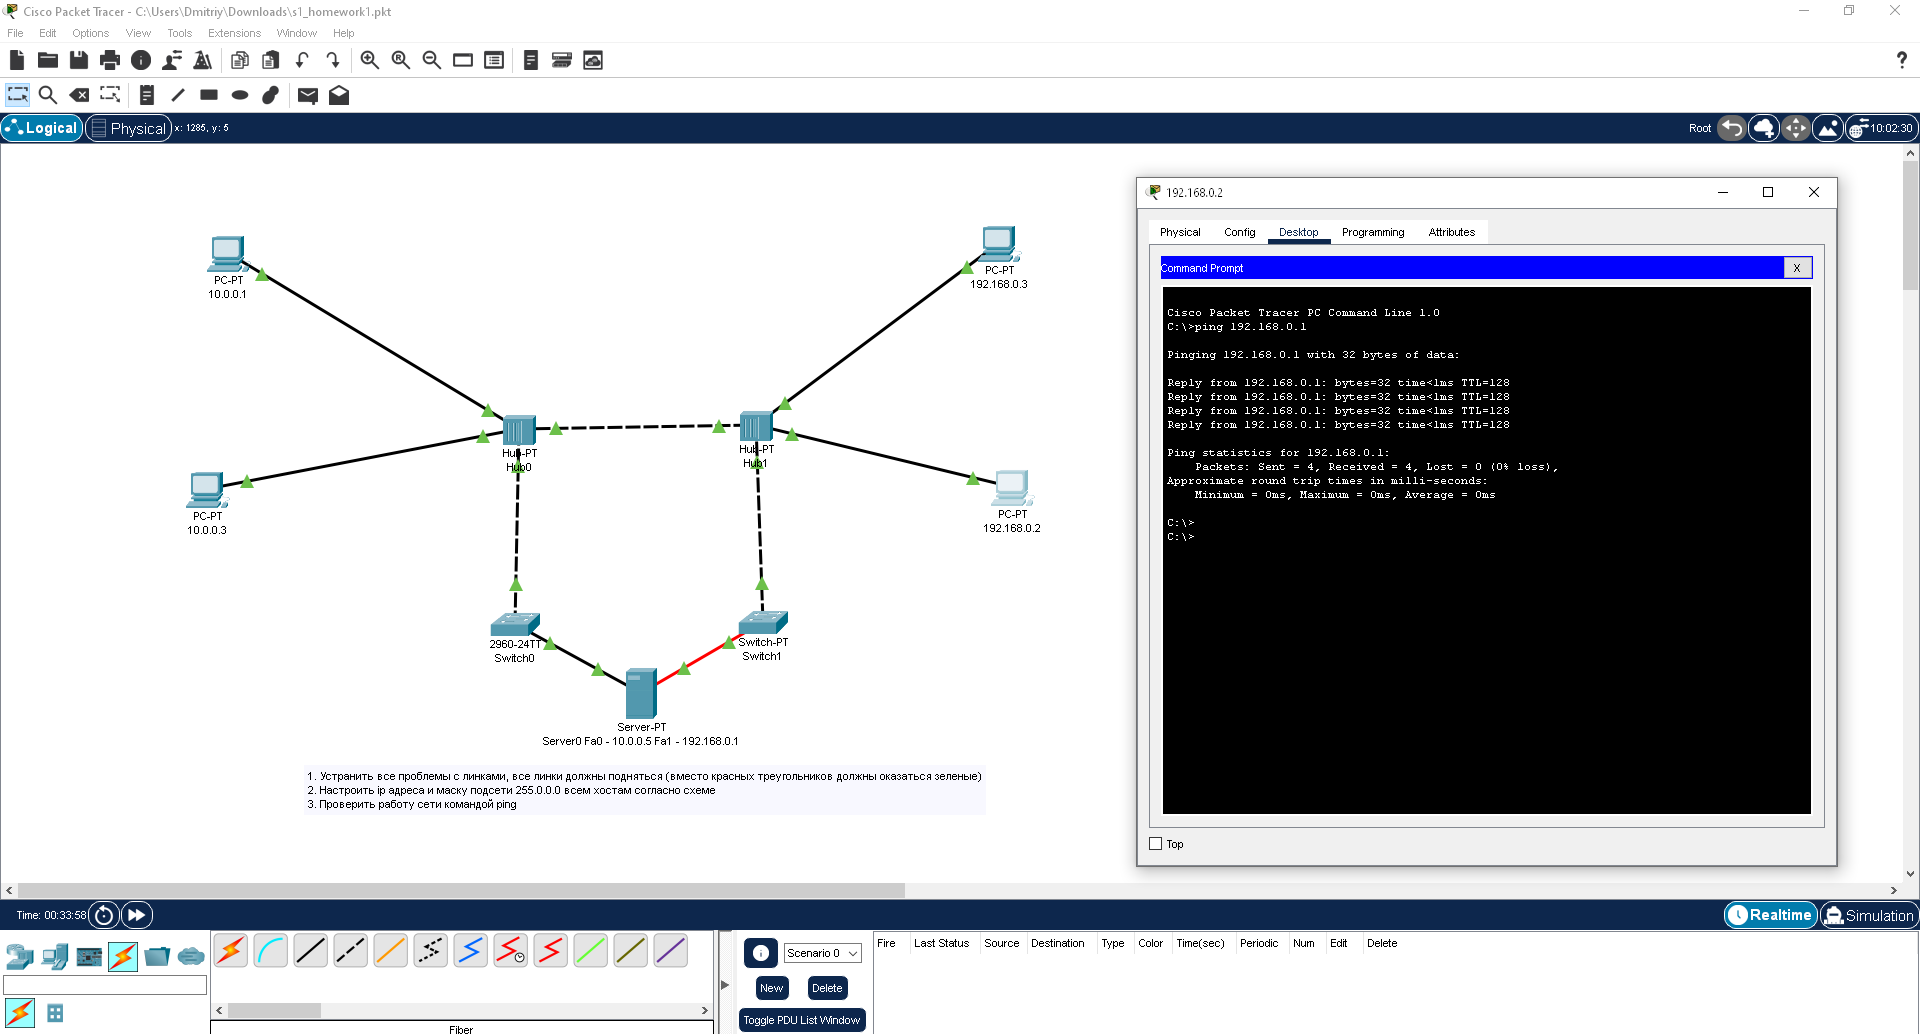 Cisco Packet Tracer - C:\Users\Dmitriy\Downloads\s1_homework1.pkt
File Edit Options View Tools Extensions Window Help
?
Logical Physical x: 1285, y: 5
Root 10:02:30
PC-PT
10.0.0.1
PC-PT
192.168.0.3
Hub-PT
Hub0
Hub-PT
Hub1
PC-PT
10.0.0.3
PC-PT
192.168.0.2
2960-24TT
Switch0
Switch-PT
Switch1
Server-PT
Server0 Fa0 - 10.0.0.5 Fa1 - 192.168.0.1
1. Устранить все проблемы с линками, все линки должны подняться (вместо красных треугольников должны оказаться зеленые)
2. Настроить ip адреса и маску подсети 255.0.0.0 всем хостам согласно схеме
3. Проверить работу сети командой ping
192.168.0.2
Physical Config Desktop Programming Attributes
Command Prompt X
Cisco Packet Tracer PC Command Line 1.0
C:\>ping 192.168.0.1
Pinging 192.168.0.1 with 32 bytes of data:
Reply from 192.168.0.1: bytes=32 time<1ms TTL=128
Reply from 192.168.0.1: bytes=32 time<1ms TTL=128
Reply from 192.168.0.1: bytes=32 time<1ms TTL=128
Reply from 192.168.0.1: bytes=32 time<1ms TTL=128
Ping statistics for 192.168.0.1:
Packets: Sent = 4, Received = 4, Lost = 0 (0% loss),
Approximate round trip times in milli-seconds:
Minimum = 0ms, Maximum = 0ms, Average = 0ms
C:\>
C:\>
Top
Time: 00:33:58
Realtime Simulation
Scenario 0
New Delete
Toggle PDU List Window
Fire Last Status Source Destination Type Color Time(sec) Periodic Num Edit Delete
Fiber